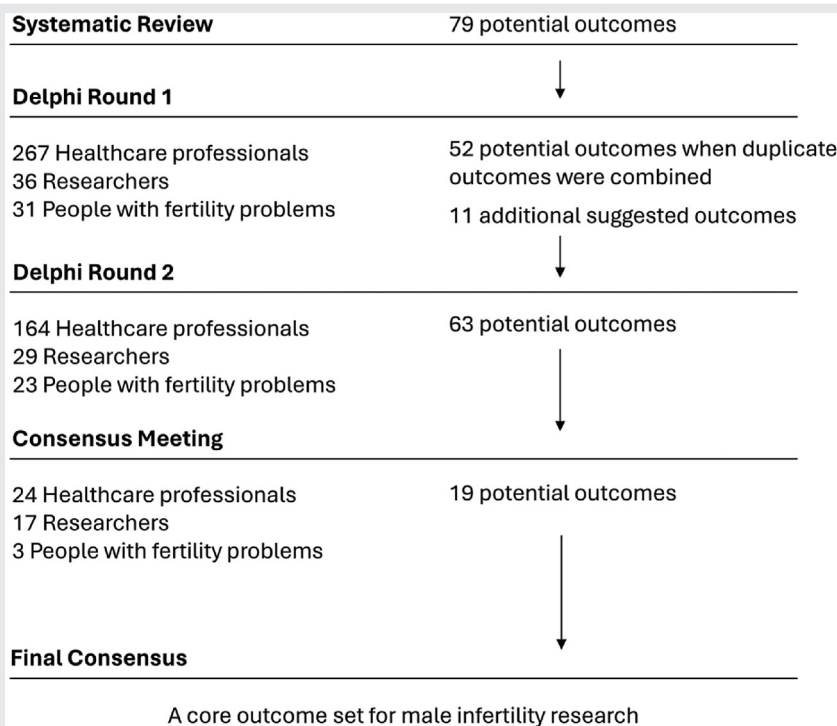 Systematic Review
79 potential outcomes
Delphi Round 1
267 Healthcare professionals
36 Researchers
31 People with fertility problems
52 potential outcomes when duplicate
outcomes were combined
11 additional suggested outcomes
Delphi Round 2
164 Healthcare professionals
29 Researchers
23 People with fertility problems
63 potential outcomes
Consensus Meeting
24 Healthcare professionals
17 Researchers
3 People with fertility problems
19 potential outcomes
Final Consensus
A core outcome set for male infertility research